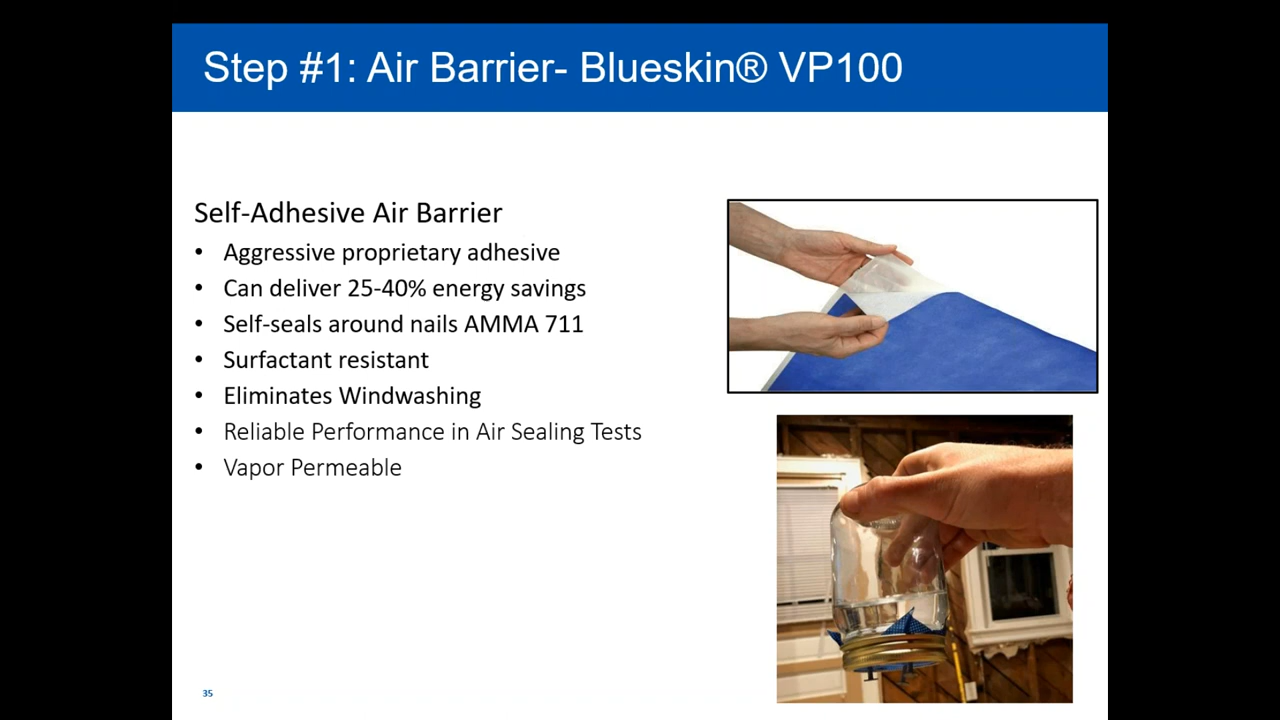 Step #1: Air Barrier- Blueskin® VP100
Self-Adhesive Air Barrier
• Aggressive proprietary adhesive
• Can deliver 25-40% energy savings
• Self-seals around nails AMMA 711
• Surfactant resistant
• Eliminates Windwashing
• Reliable Performance in Air Sealing Tests
• Vapor Permeable
35